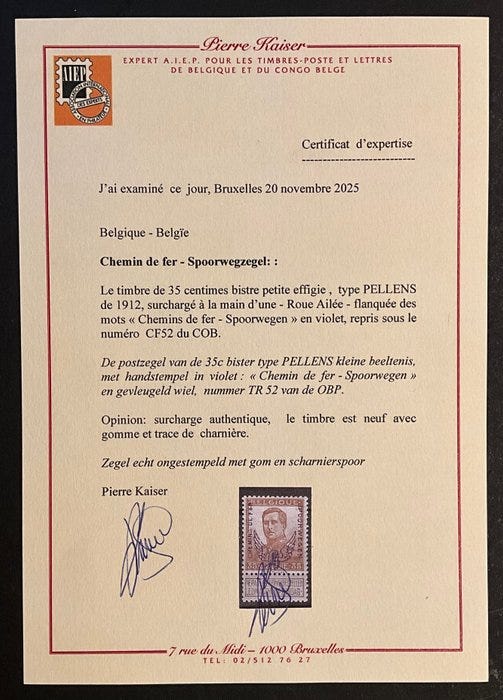 Pierre Kaiser
EXPERT A.I.E.P. POUR LES TIMBRES-POSTE ET LETTRES
DE BELGIQUE ET DU CONGO BELGE
AIEP
Certificat d'expertise
J'ai examiné ce jour, Bruxelles 20 novembre 2025
Belgique - Belgïe
Chemin de fer - Spoorwegzegel: :
Le timbre de 35 centimes bistre petite effigie , type PELLENS
de 1912, surchargé à la main d'une - Roue Ailée - flanquée des
mots « Chemins de fer - Spoorwegen » en violet, repris sous le
numéro CF52 du COB.
De postzegel van de 35c bister type PELLENS kleine beeltenis,
met handstempel in violet : « Chemin de fer - Spoorwegen »
en gevleugeld wiel, nummer TR 52 van de OBP.
Opinion: surcharge authentique, le timbre est neuf avec
gomme et trace de charnière.
Zegel echt ongestempeld met gom en scharnierspoor
Pierre Kaiser
BELGIQUE
SPOORWEGEN
7 rue du Midi - 1000 Bruxelles
TEL: 02/512 76 27